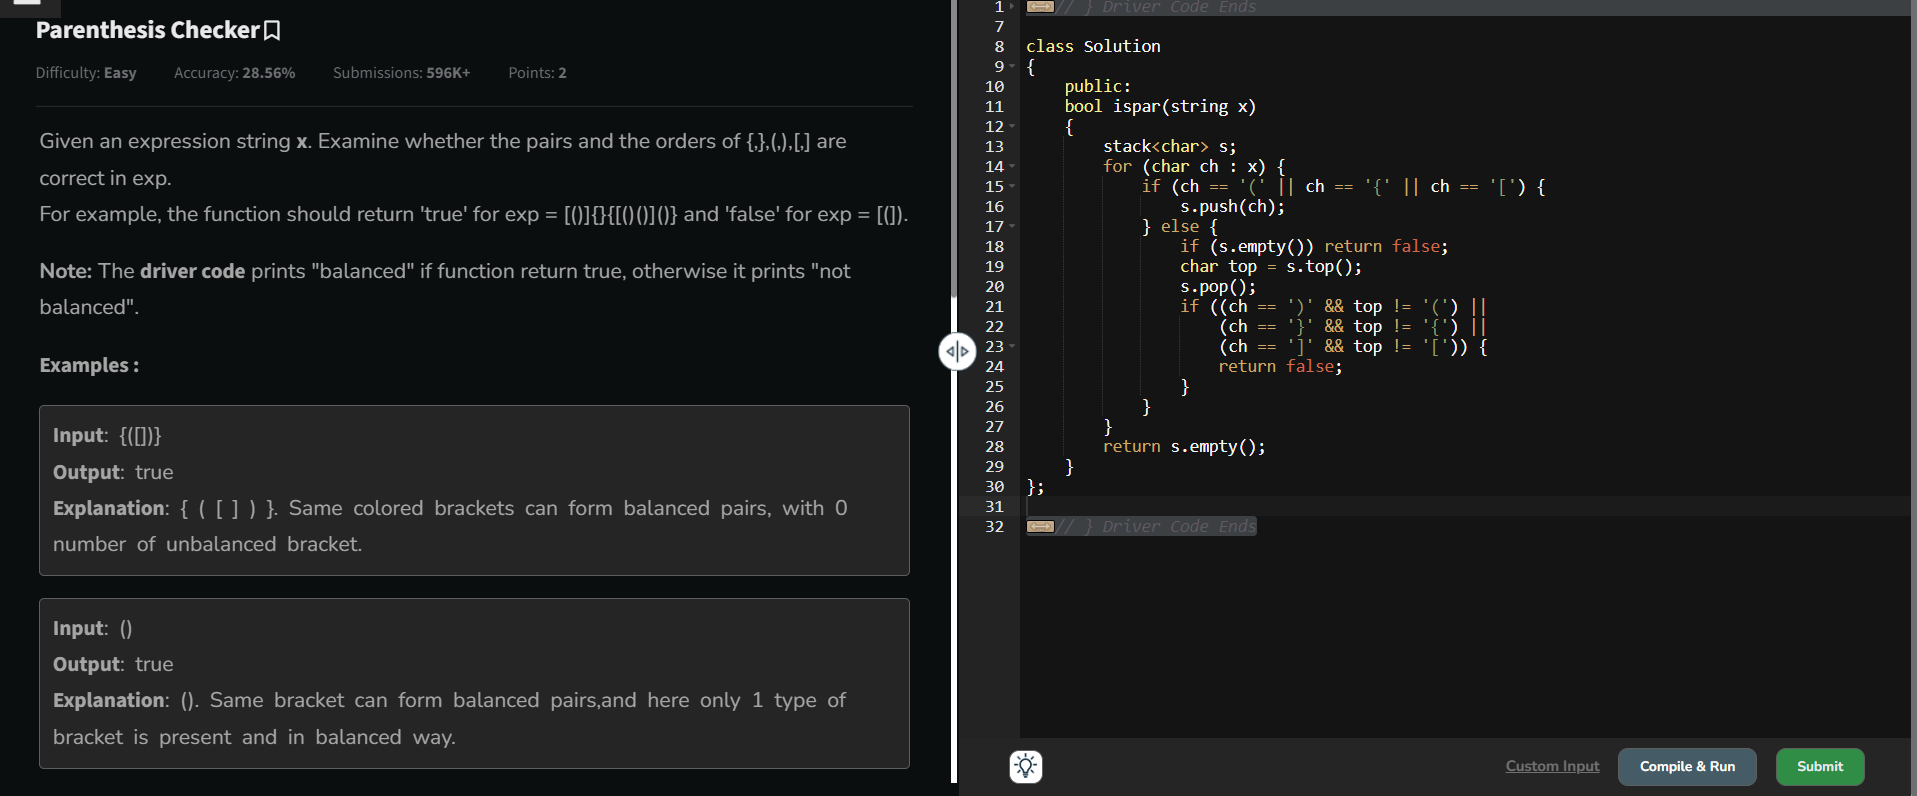 Parenthesis Checker
Difficulty: Easy Accuracy: 28.56% Submissions: 596K+ Points: 2
Given an expression string x. Examine whether the pairs and the orders of {,},(,),[,] are
correct in exp.
For example, the function should return 'true' for exp = [()]{}{[()()]()} and 'false' for exp = [(]).
Note: The driver code prints "balanced" if function return true, otherwise it prints "not
balanced".
Examples :
Input: {([])}
Output: true
Explanation: { ( [ ] ) }. Same colored brackets can form balanced pairs, with 0
number of unbalanced bracket.
Input: ()
Output: true
Explanation: (). Same bracket can form balanced pairs,and here only 1 type of
bracket is present and in balanced way.
1 // } Driver Code Ends
7
8 class Solution
9 {
10     public:
11     bool ispar(string x)
12     {
13         stack<char> s;
14         for (char ch : x) {
15             if (ch == '(' || ch == '{' || ch == '[') {
16                 s.push(ch);
17             } else {
18                 if (s.empty()) return false;
19                 char top = s.top();
20                 s.pop();
21                 if ((ch == ')' && top != '(') ||
22                     (ch == '}' && top != '{') ||
23                     (ch == ']' && top != '[')) {
24                     return false;
25                 }
26             }
27         }
28         return s.empty();
29     }
30 };
31
32 // } Driver Code Ends
Custom Input Compile & Run Submit